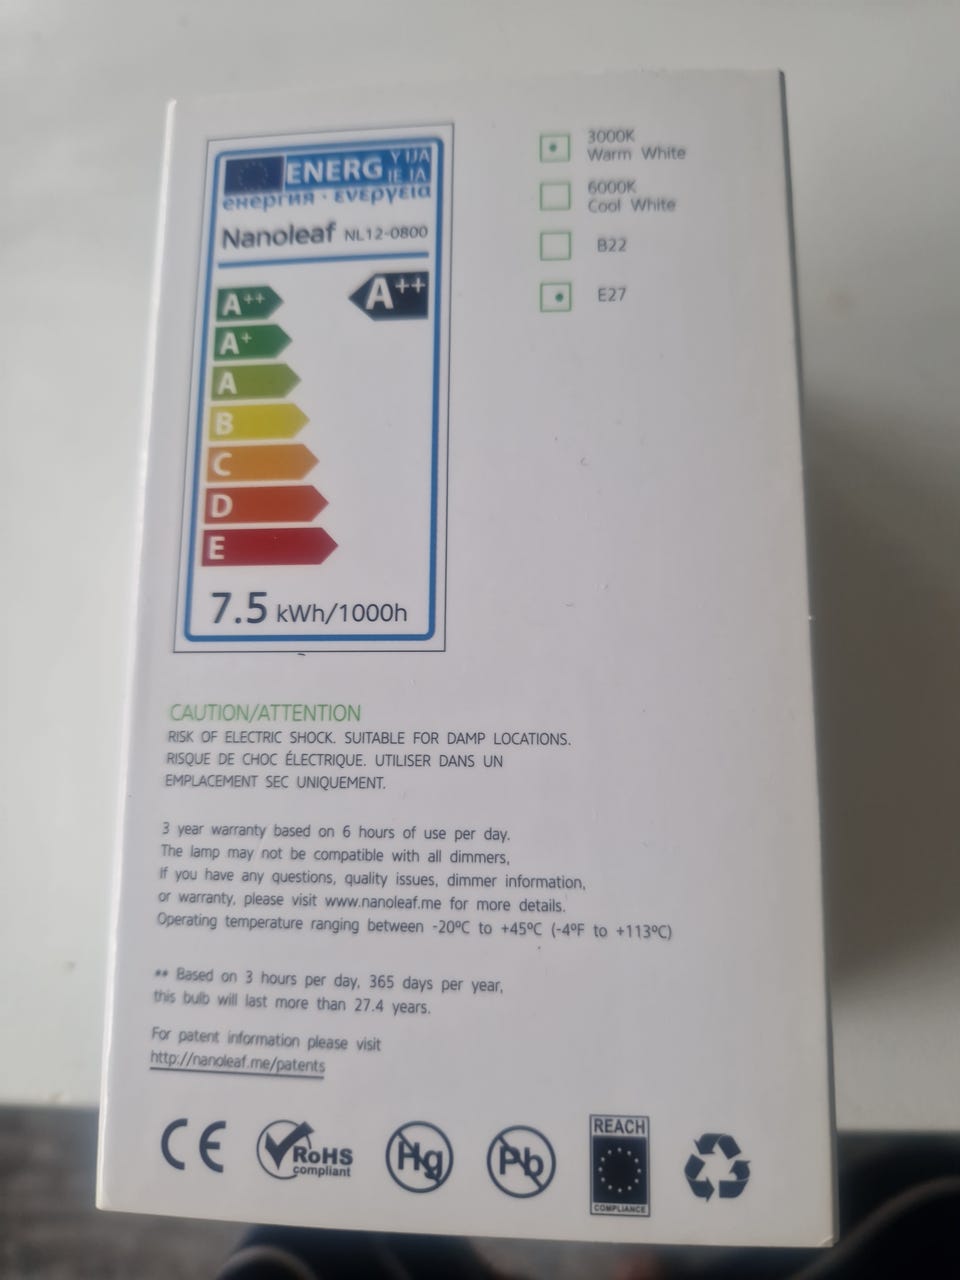 ENERG Y IJA
IE IA
енергия · ενεργεια
Nanoleaf NL12-0800
A++
A++
A+
A
B
C
D
E
7.5 kWh/1000h
3000K
Warm White
6000K
Cool White
B22
E27
CAUTION/ATTENTION
RISK OF ELECTRIC SHOCK. SUITABLE FOR DAMP LOCATIONS.
RISQUE DE CHOC ÉLECTRIQUE. UTILISER DANS UN
EMPLACEMENT SEC UNIQUEMENT.
3 year warranty based on 6 hours of use per day.
The lamp may not be compatible with all dimmers,
If you have any questions, quality issues, dimmer information,
or warranty, please visit www.nanoleaf.me for more details.
Operating temperature ranging between -20ºC to +45ºC (-4ºF to +113ºC)
** Based on 3 hours per day, 365 days per year,
this bulb will last more than 27.4 years.
For patent information please visit
http://nanoleaf.me/patents
CE
RoHS
compliant
Hg
Pb
REACH
COMPLIANCE